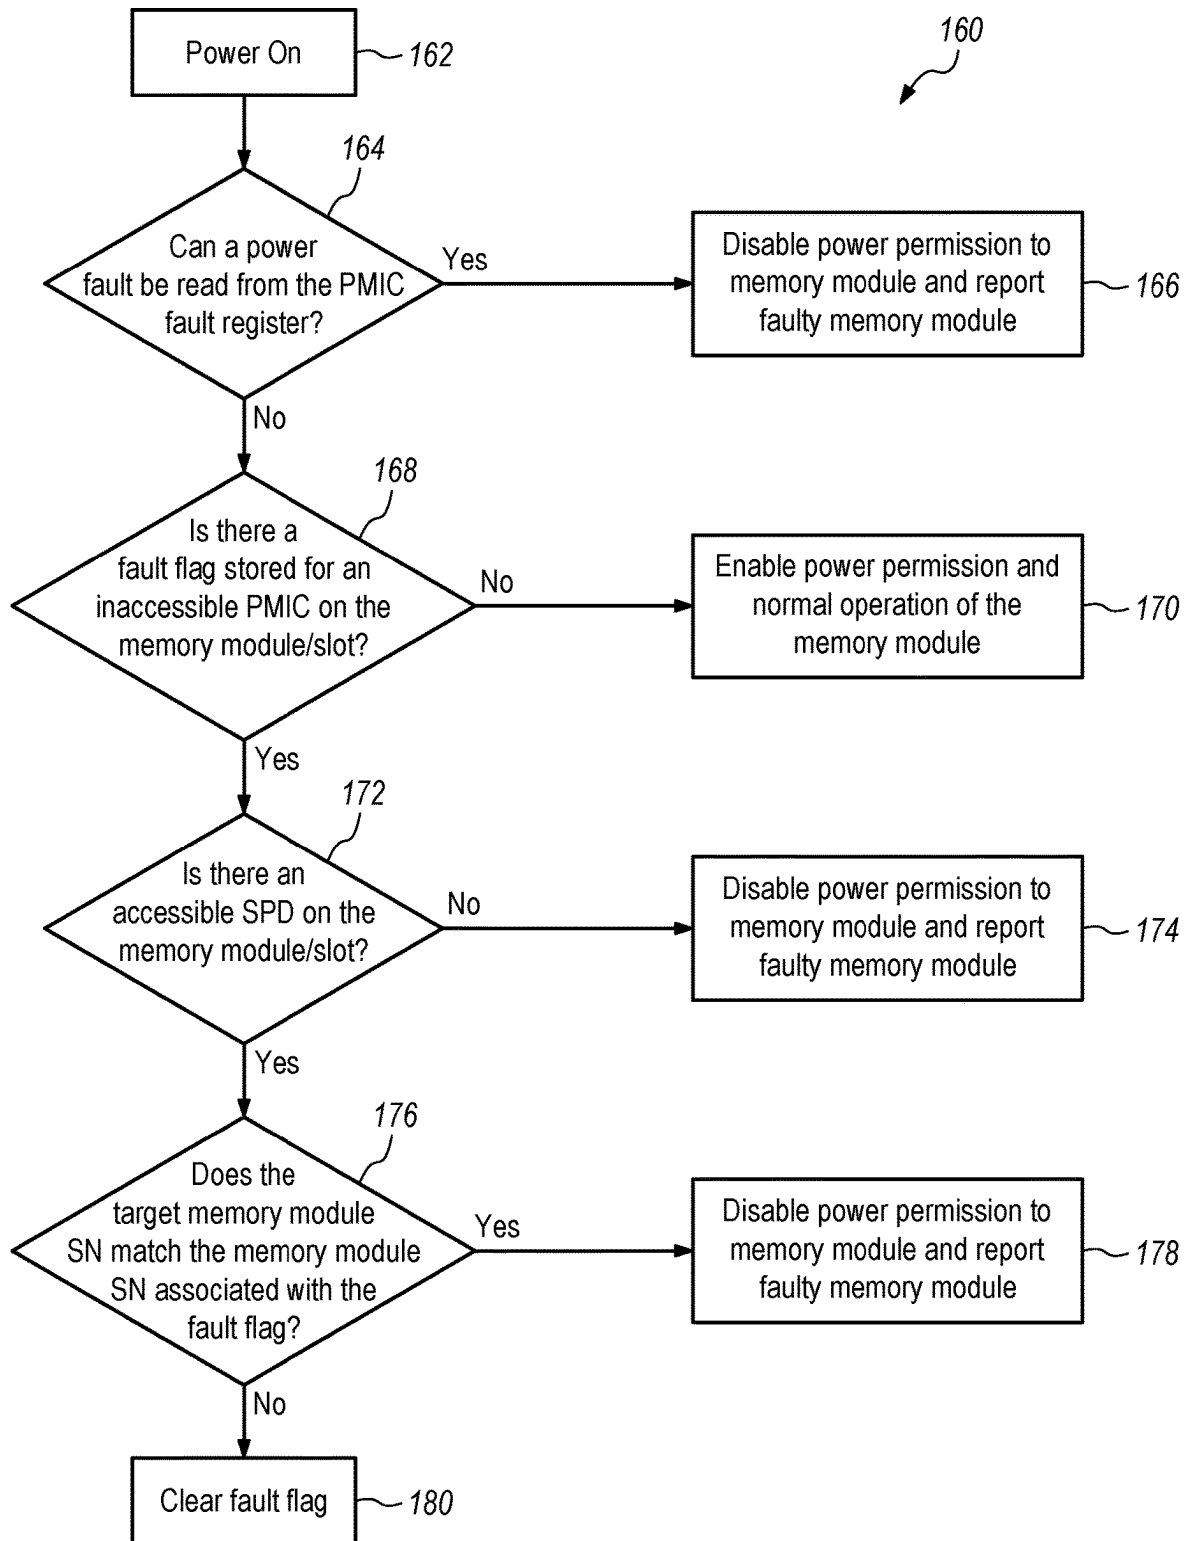 160
Power On
162
164
Can a power
fault be read from the PMIC
fault register?
Yes
Disable power permission to
memory module and report
faulty memory module
166
No
168
Is there a
fault flag stored for an
inaccessible PMIC on the
memory module/slot?
No
Enable power permission and
normal operation of the
memory module
170
Yes
172
Is there an
accessible SPD on the
memory module/slot?
No
Disable power permission to
memory module and report
faulty memory module
174
Yes
176
Does the
target memory module
SN match the memory module
SN associated with the
fault flag?
Yes
Disable power permission to
memory module and report
faulty memory module
178
No
Clear fault flag
180